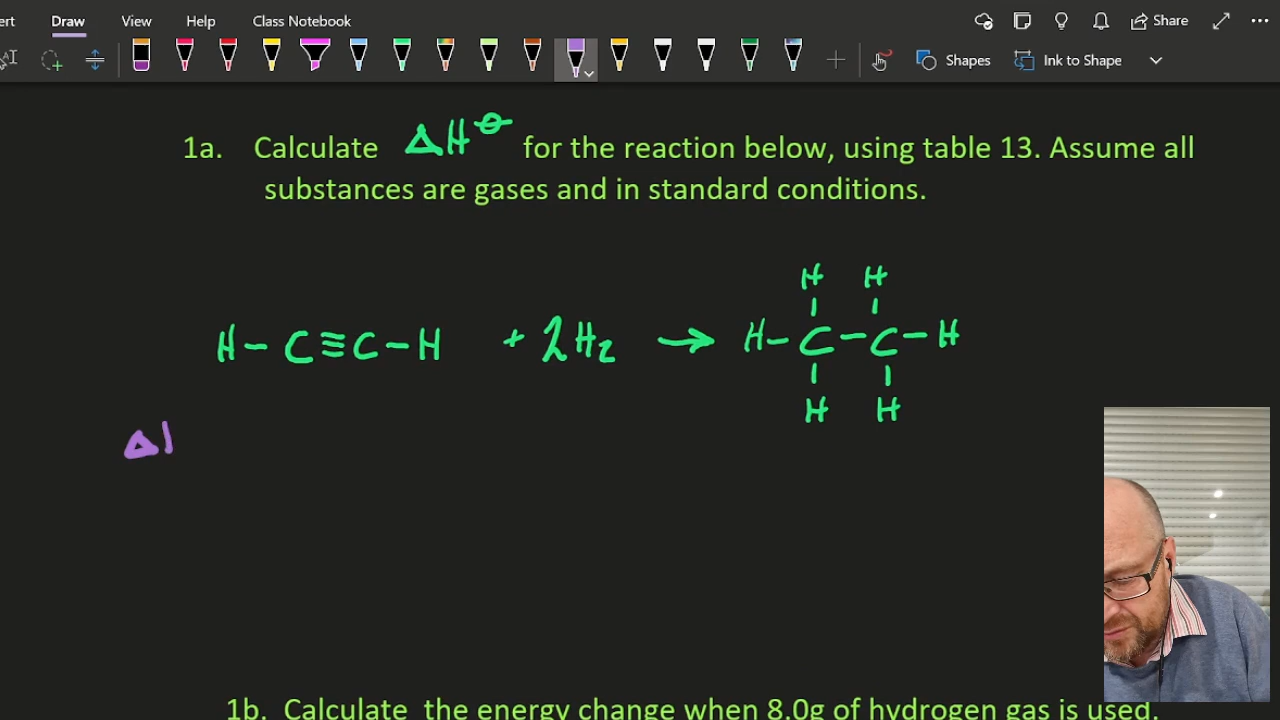 ert Draw View Help Class Notebook Share
Shapes Ink to Shape
1a. Calculate ΔH⦵ for the reaction below, using table 13. Assume all
substances are gases and in standard conditions.
H H
H - C ≡ C - H + 2H₂ → H - C - C - H
H H
Δ
1b. Calculate the energy change when 8.0g of hydrogen gas is used.